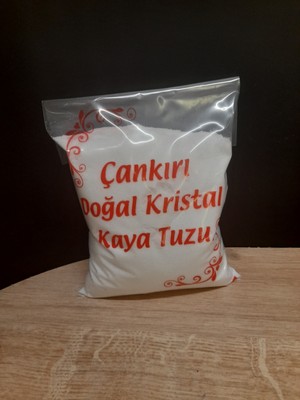 Çankırı
Doğal Kristal
Kaya Tuzu